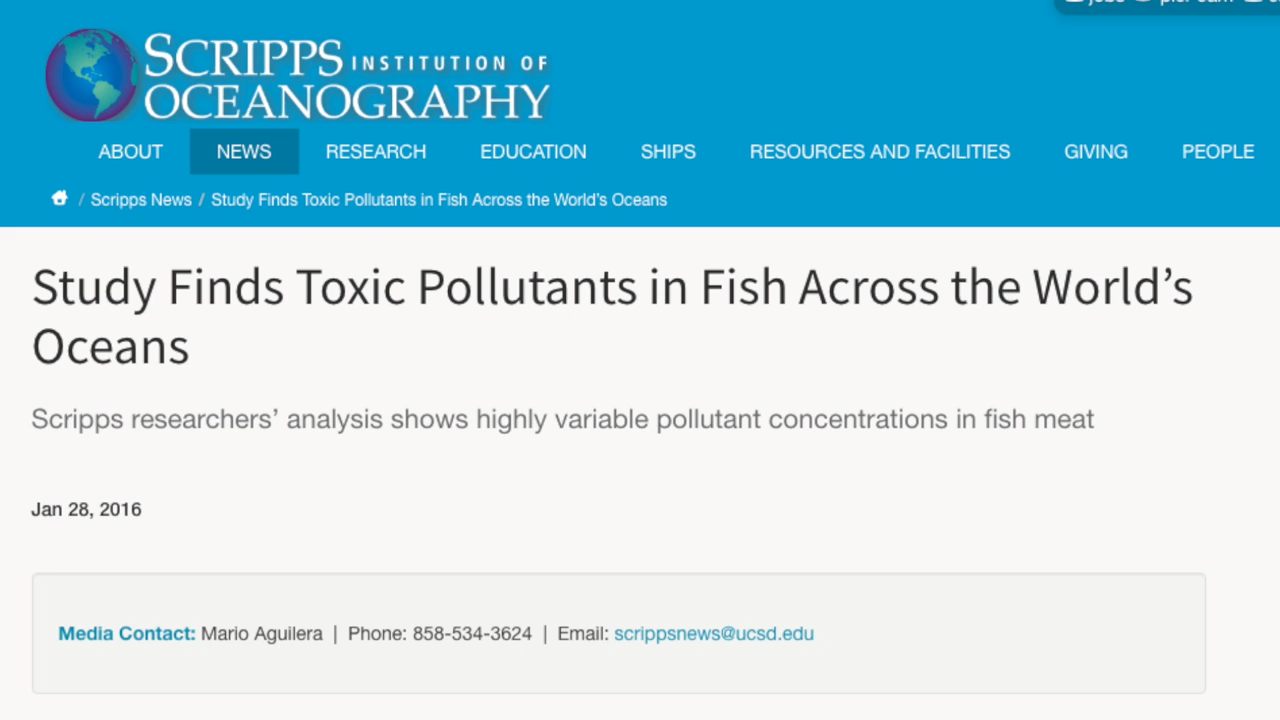 SCRIPPS INSTITUTION OF
OCEANOGRAPHY
ABOUT NEWS RESEARCH EDUCATION SHIPS RESOURCES AND FACILITIES GIVING PEOPLE
/ Scripps News / Study Finds Toxic Pollutants in Fish Across the World's Oceans
Study Finds Toxic Pollutants in Fish Across the World's
Oceans
Scripps researchers' analysis shows highly variable pollutant concentrations in fish meat
Jan 28, 2016
Media Contact: Mario Aguilera | Phone: 858-534-3624 | Email: scrippsnews@ucsd.edu